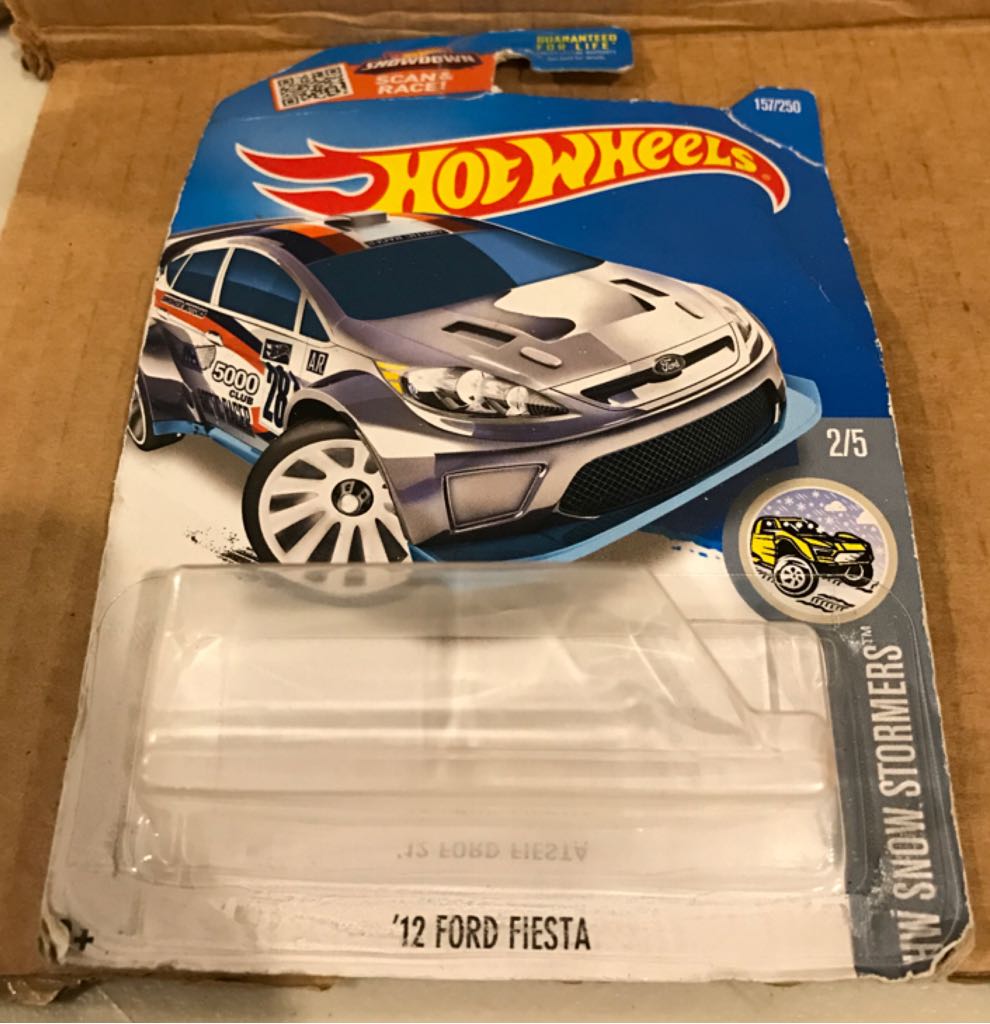 SHOWDOWN
SCAN &
RACE!
GUARANTEED
FOR LIFE
157/250
HOT WHEELS
5000
CLUB
28
AR
Ford
2/5
HW SNOW STORMERS™
'12 FORD FIESTA
'12 FORD FIESTA